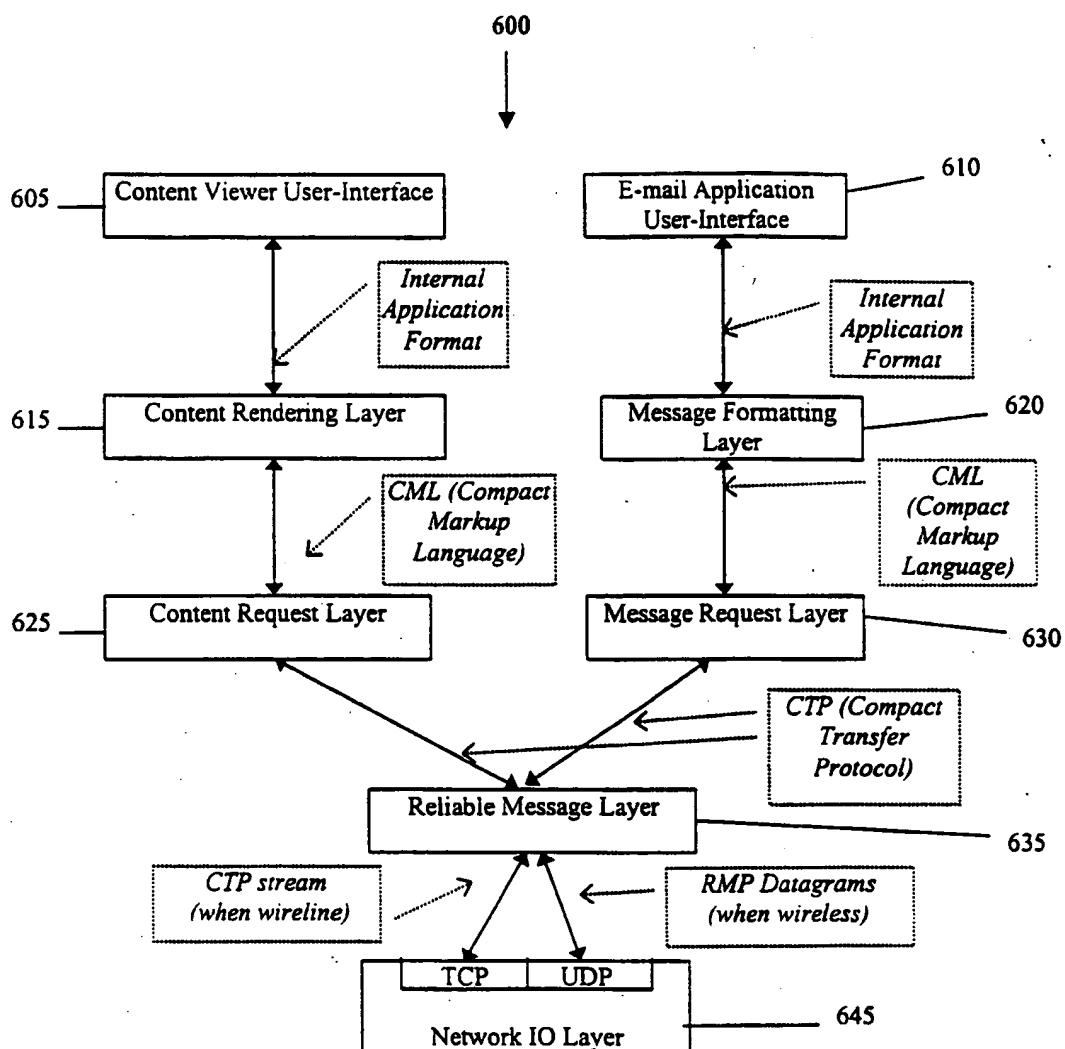 600
605
Content Viewer User-Interface
E-mail Application
User-Interface
610
Internal
Application
Format
Internal
Application
Format
615
Content Rendering Layer
Message Formatting
Layer
620
CML (Compact
Markup
Language)
CML
(Compact
Markup
Language)
625
Content Request Layer
Message Request Layer
630
CTP (Compact
Transfer
Protocol)
Reliable Message Layer
635
CTP stream
(when wireline)
RMP Datagrams
(when wireless)
TCP
UDP
Network IO Layer
645